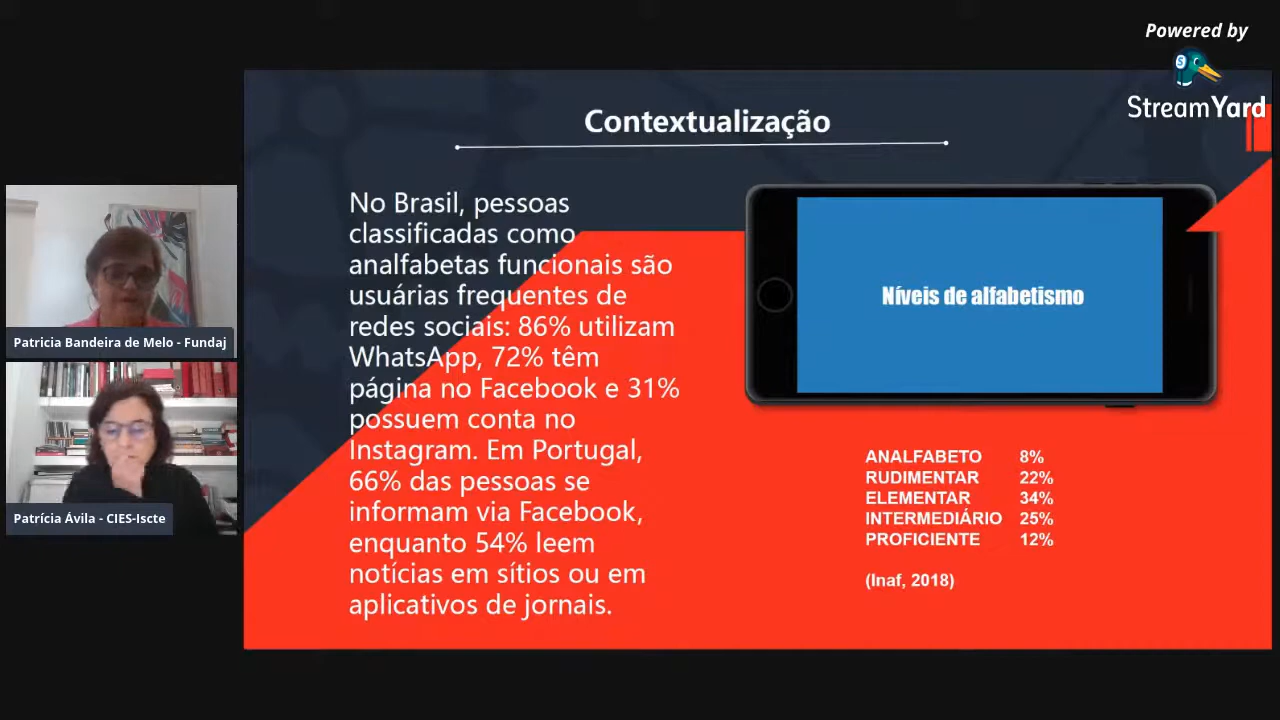 Powered by
StreamYard
Contextualização
No Brasil, pessoas
classificadas como
analfabetas funcionais são
usuárias frequentes de
redes sociais: 86% utilizam
WhatsApp, 72% têm
página no Facebook e 31%
possuem conta no
Instagram. Em Portugal,
66% das pessoas se
informam via Facebook,
enquanto 54% leem
notícias em sítios ou em
aplicativos de jornais.
Níveis de alfabetismo
ANALFABETO 8%
RUDIMENTAR 22%
ELEMENTAR 34%
INTERMEDIÁRIO 25%
PROFICIENTE 12%
(Inaf, 2018)
Patricia Bandeira de Melo - Fundaj
Patrícia Ávila - CIES-Iscte